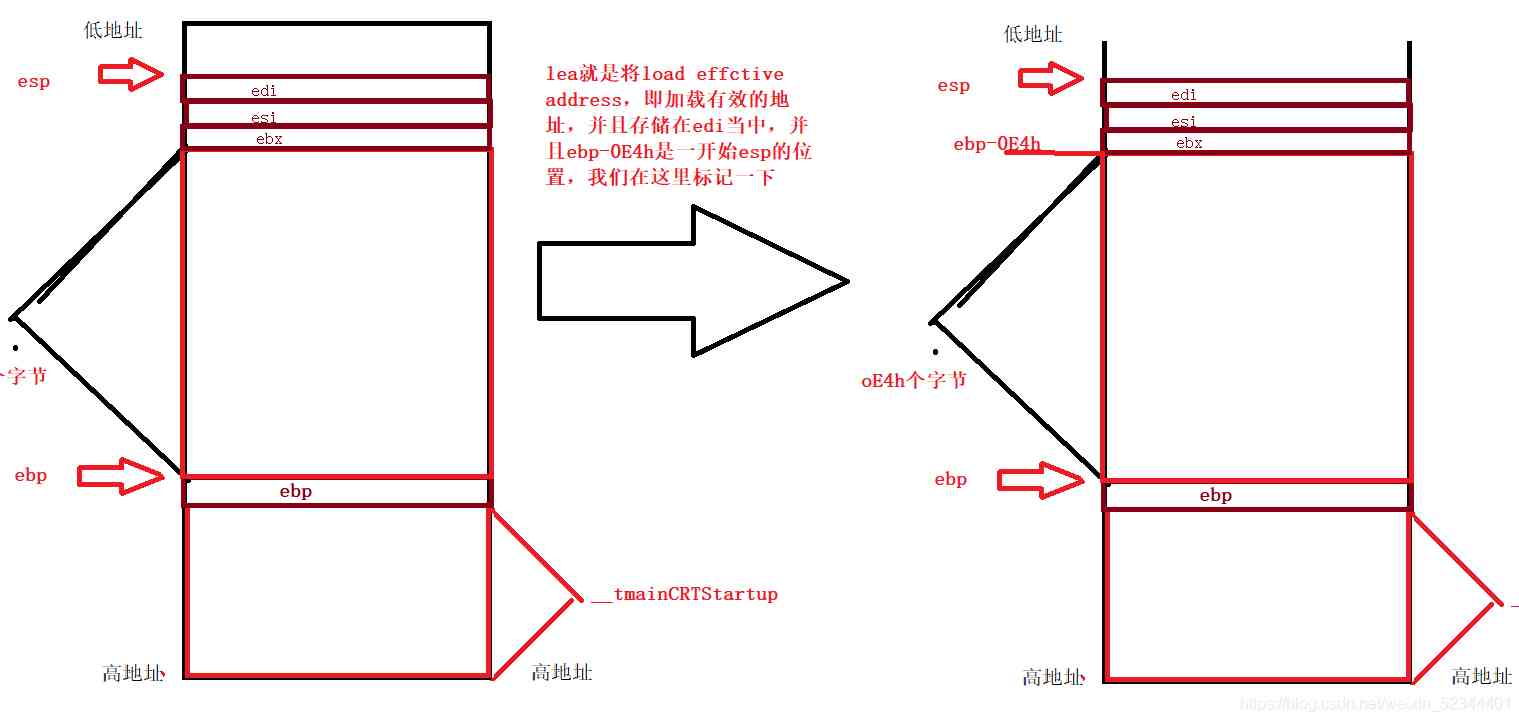 低地址
esp
edi
esi
ebx
个字节
ebp
ebp
__tmainCRTStartup
高地址
高地址
lea就是将load effctive
address，即加载有效的地
址，并且存储在edi当中，并
且ebp-0E4h是一开始esp的位
置，我们在这里标记一下
低地址
esp
edi
esi
ebp-0E4h
ebx
oE4h个字节
ebp
ebp
高地址
高地址
https://blog.csdn.net/weixin_52344401